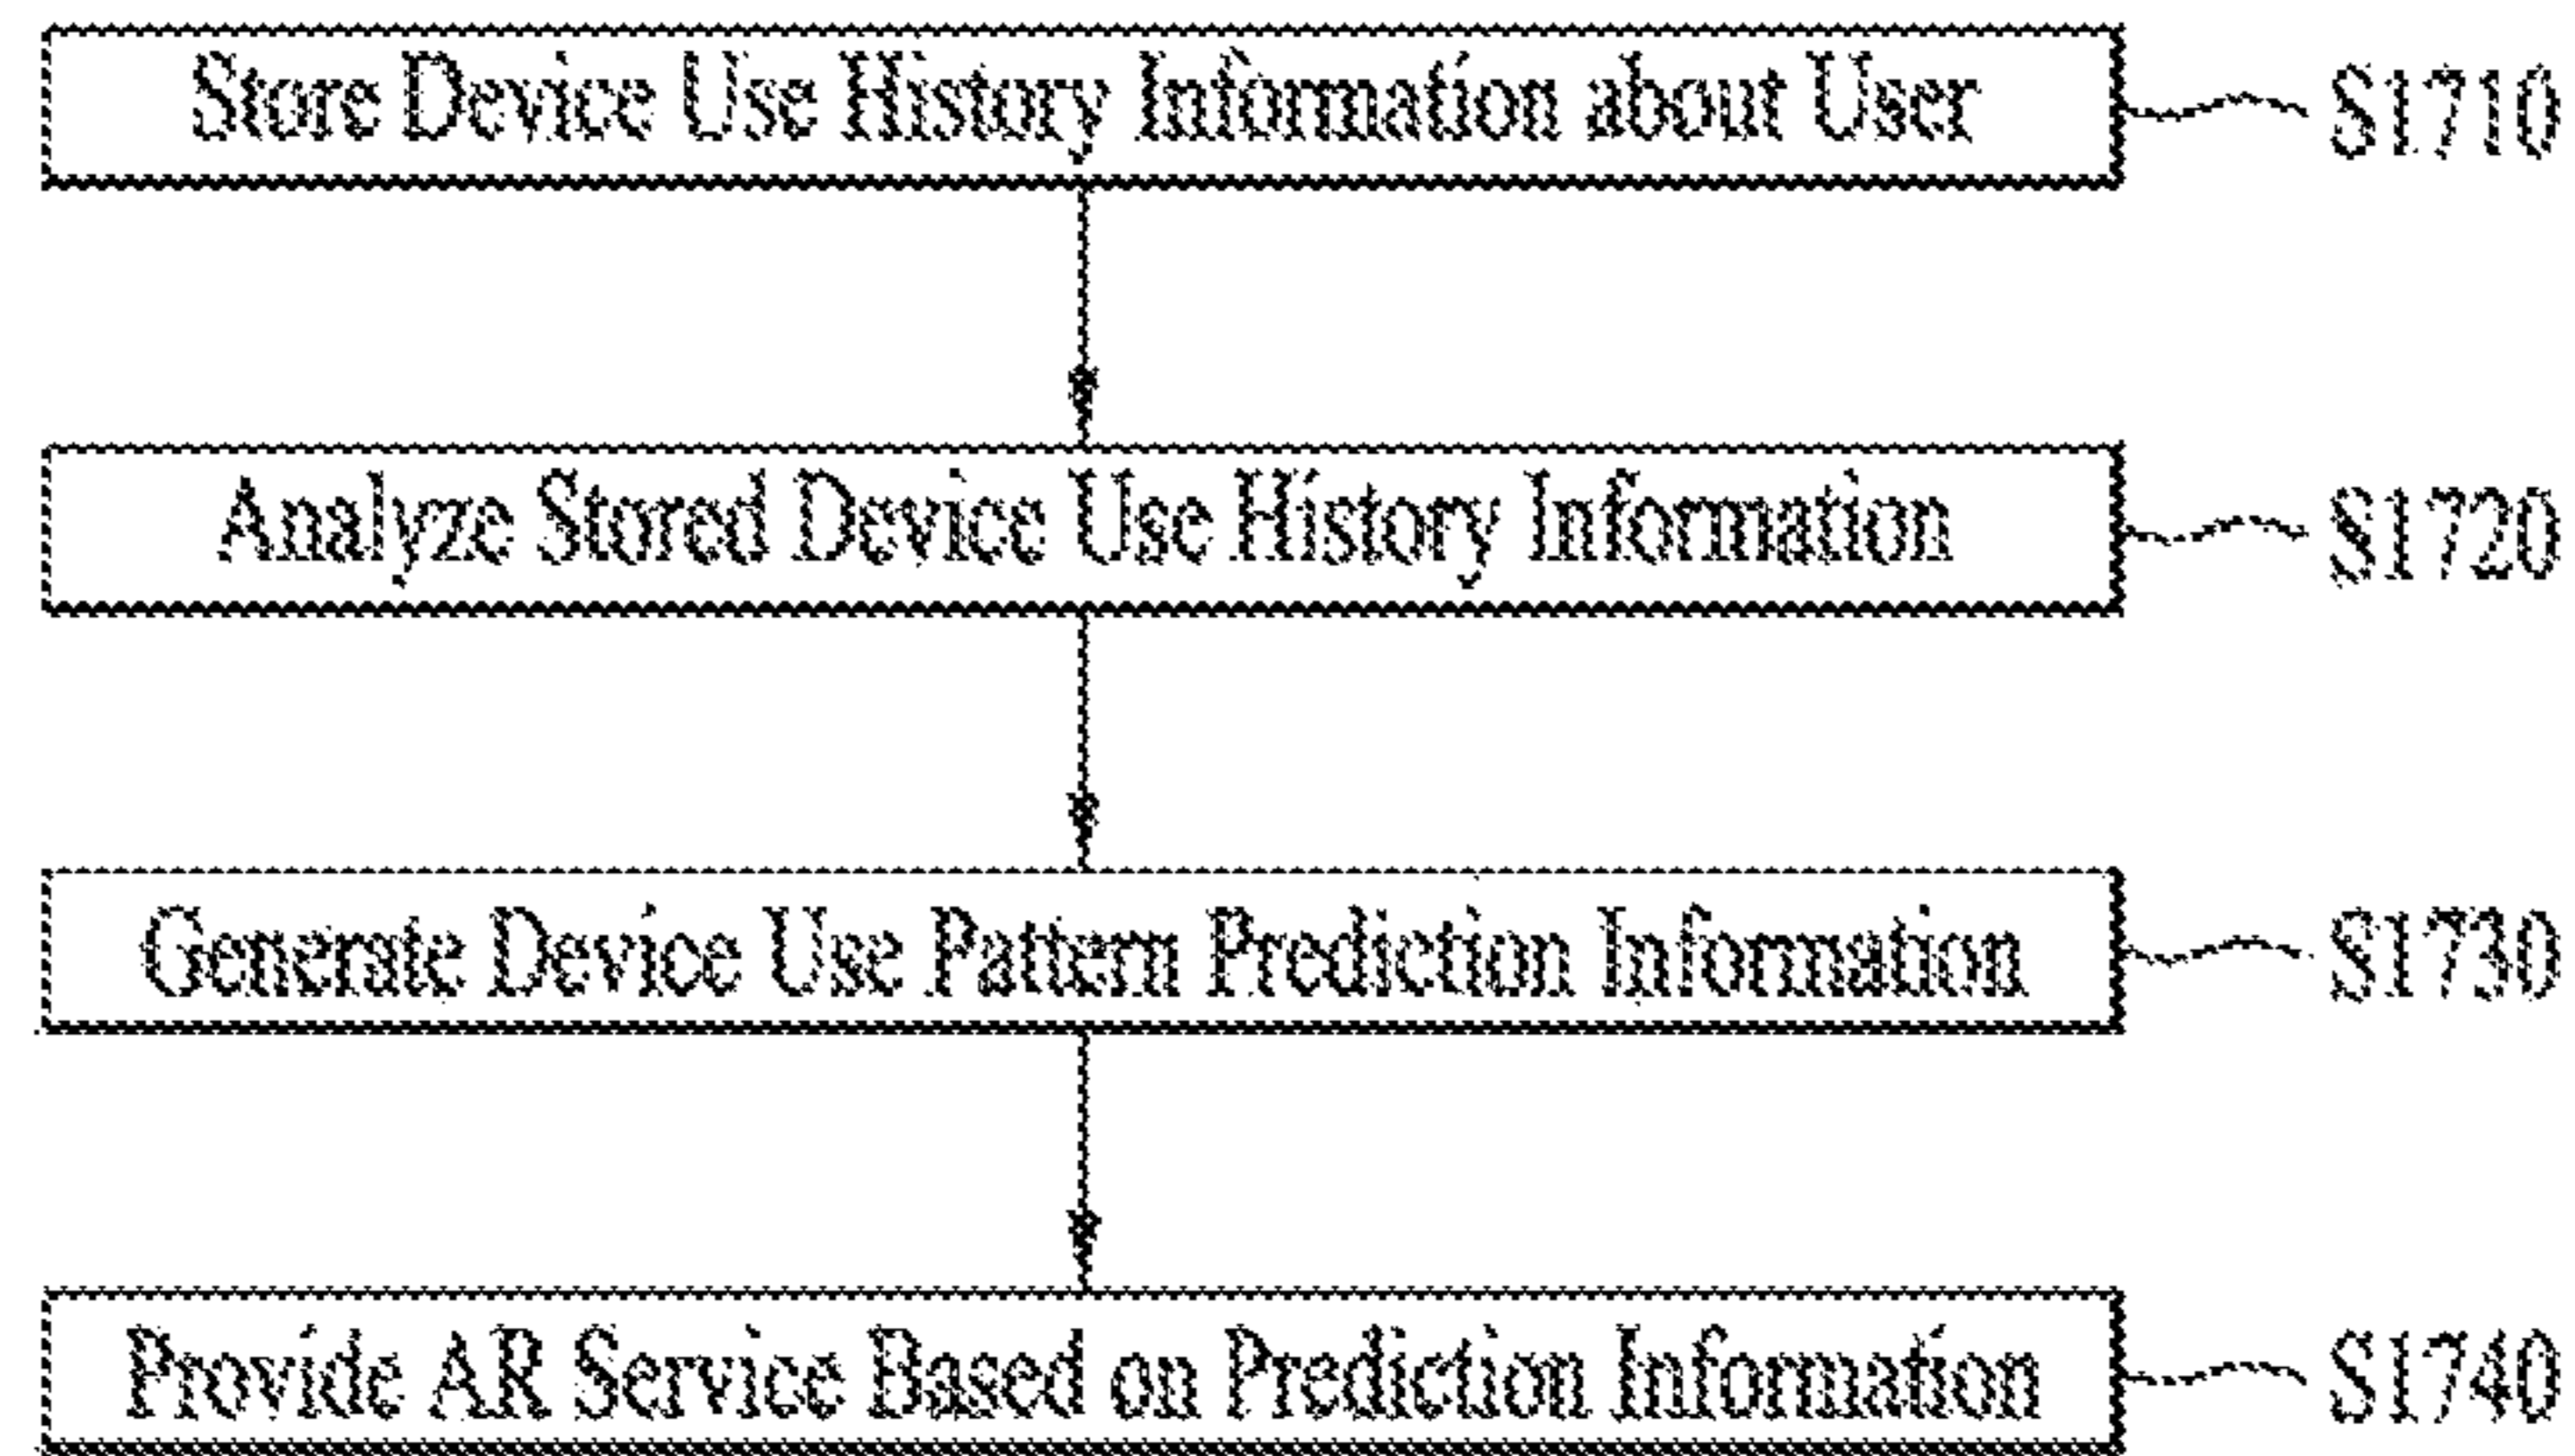 Store Device Use History Information about User
S1710
Analyze Stored Device Use History Information
S1720
Generate Device Use Pattern Prediction Information
S1730
Provide AR Service Based on Prediction Information
S1740